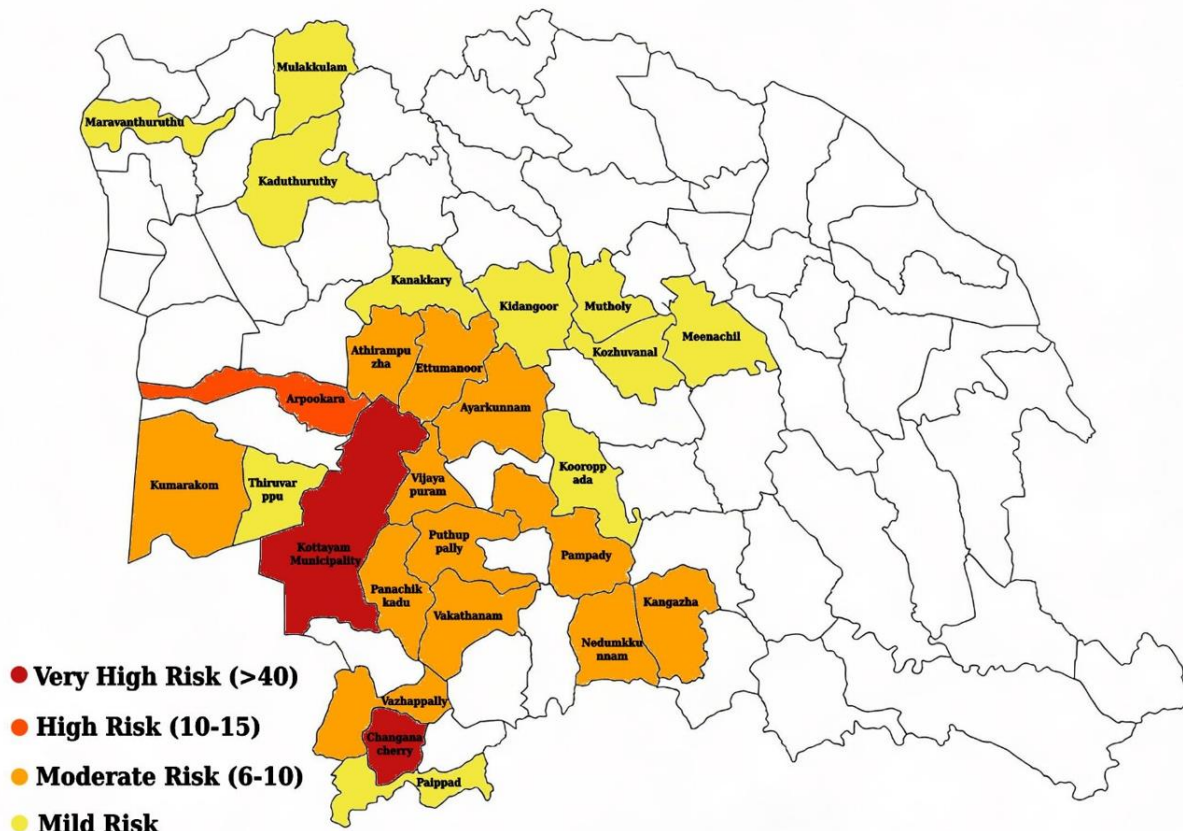 Mulakkulam
Maravanthuruthu
Kaduthuruthy
Kanakkary
Kidangoor
Mutholy
Meenachil
Kozhuvanal
Athirampu
zha
Ettumanoor
Arpookara
Ayarkunnam
Kumarakom
Thiruvar
ppu
Vijaya
puram
Kooropp
ada
Kottayam
Municipality
Puthup
pally
Pampady
Panachik
kadu
Vakathanam
Kangazha
Nedumkku
nnam
Vazhappally
Changana
cherry
Paippad
Very High Risk (>40)
High Risk (10-15)
Moderate Risk (6-10)
Mild Risk